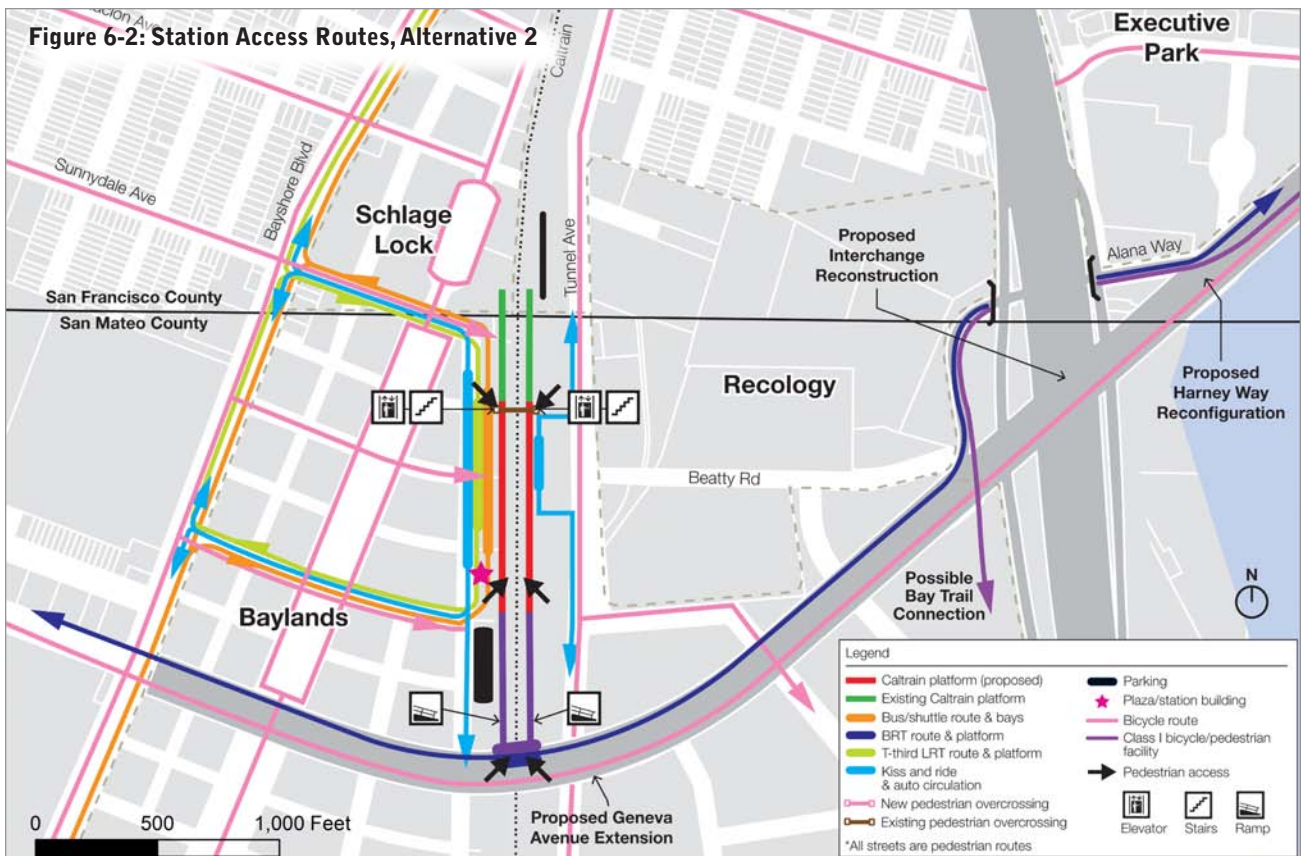 Figure 6-2: Station Access Routes, Alternative 2
Executive
Park
Caltrain
Bayshore Blvd
Sunnydale Ave
Schlage
Lock
Tunnel Ave
Proposed
Interchange
Reconstruction
Alana Way
San Francisco County
San Mateo County
Recology
Proposed
Harney Way
Reconfiguration
Beatty Rd
Possible
Bay Trail
Connection
N
Baylands
Proposed Geneva
Avenue Extension
0 500 1,000 Feet
Legend
Caltrain platform (proposed)
Existing Caltrain platform
Bus/shuttle route & bays
BRT route & platform
T-third LRT route & platform
Kiss and ride
& auto circulation
New pedestrian overcrossing
Existing pedestrian overcrossing
*All streets are pedestrian routes
Parking
Plaza/station building
Bicycle route
Class I bicycle/pedestrian
facility
Pedestrian access
Elevator Stairs Ramp